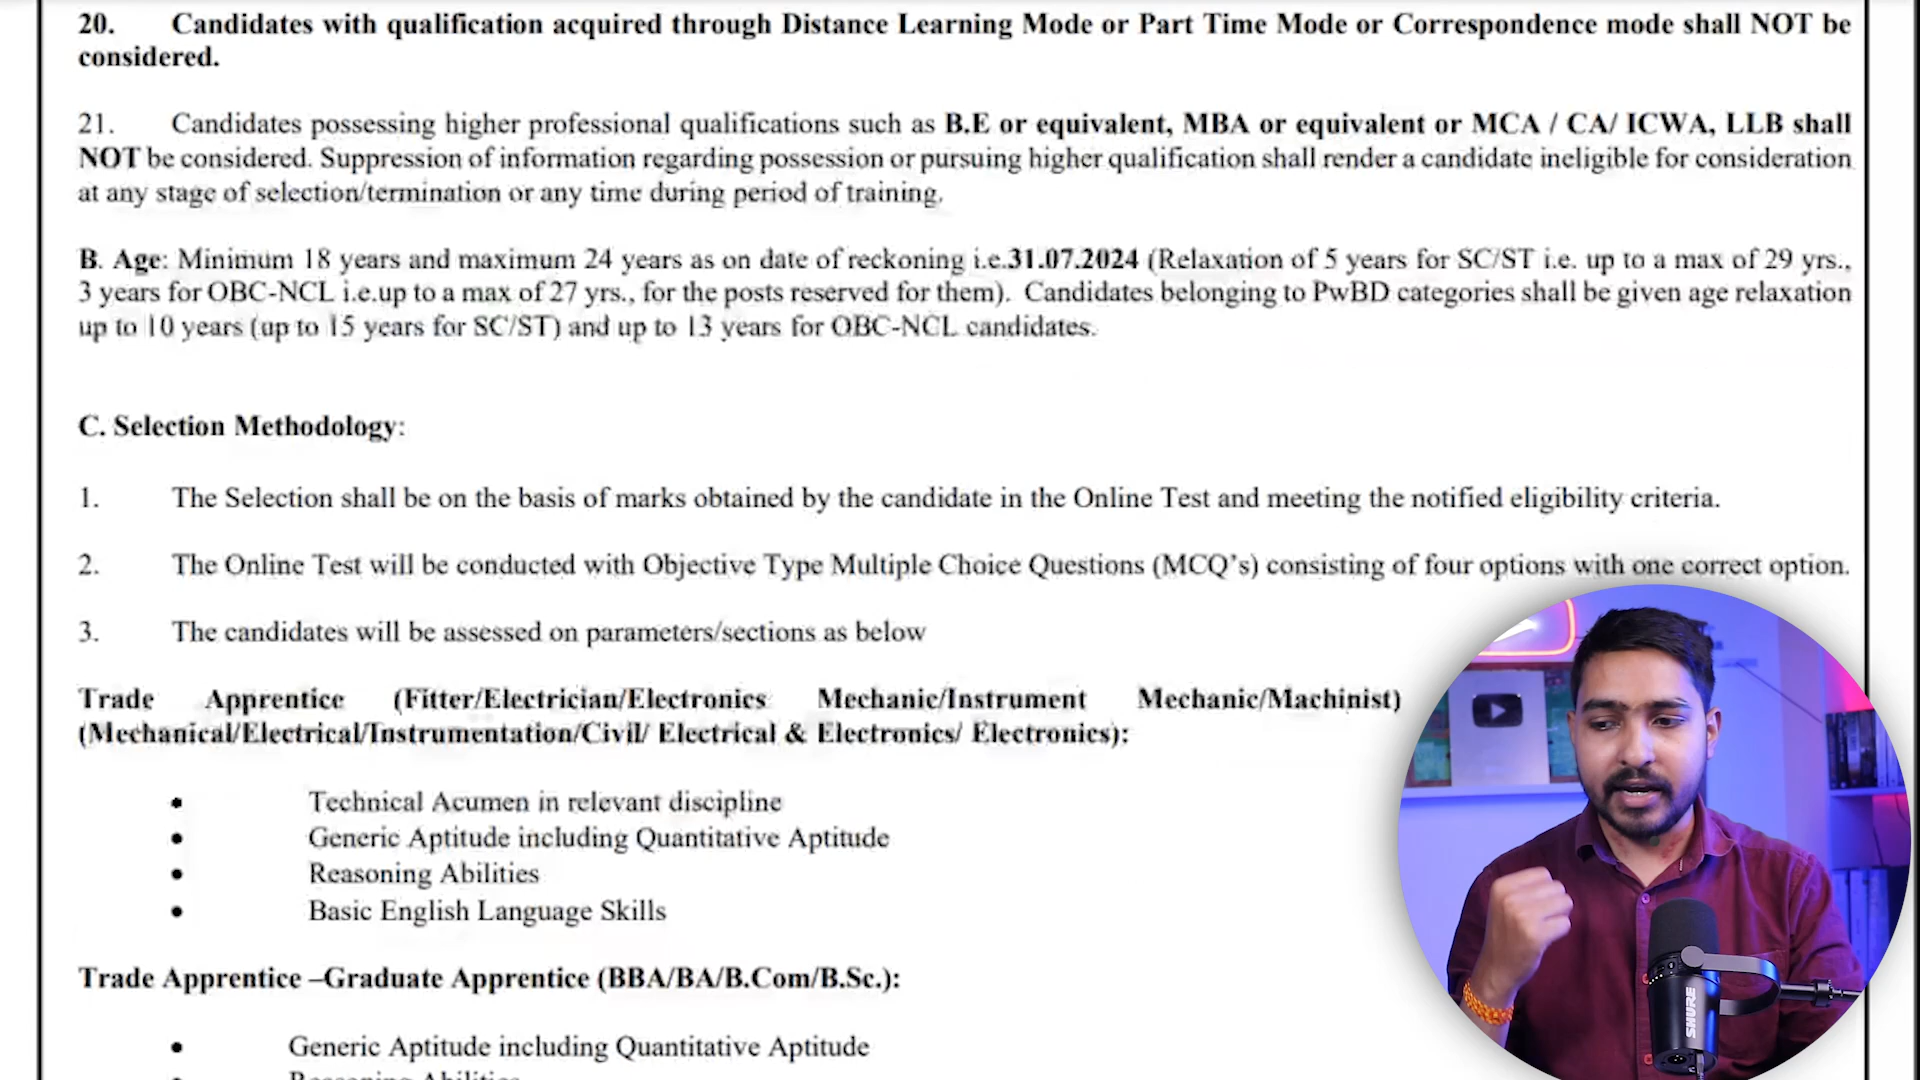 20. Candidates with qualification acquired through Distance Learning Mode or Part Time Mode or Correspondence mode shall NOT be
considered.
21. Candidates possessing higher professional qualifications such as B.E or equivalent, MBA or equivalent or MCA / CA/ ICWA, LLB shall
NOT be considered. Suppression of information regarding possession or pursuing higher qualification shall render a candidate ineligible for consideration
at any stage of selection/termination or any time during period of training.
B. Age: Minimum 18 years and maximum 24 years as on date of reckoning i.e.31.07.2024 (Relaxation of 5 years for SC/ST i.e. up to a max of 29 yrs.,
3 years for OBC-NCL i.e.up to a max of 27 yrs., for the posts reserved for them). Candidates belonging to PwBD categories shall be given age relaxation
up to 10 years (up to 15 years for SC/ST) and up to 13 years for OBC-NCL candidates.
C. Selection Methodology:
1. The Selection shall be on the basis of marks obtained by the candidate in the Online Test and meeting the notified eligibility criteria.
2. The Online Test will be conducted with Objective Type Multiple Choice Questions (MCQ's) consisting of four options with one correct option.
3. The candidates will be assessed on parameters/sections as below
Trade Apprentice (Fitter/Electrician/Electronics Mechanic/Instrument Mechanic/Machinist)
(Mechanical/Electrical/Instrumentation/Civil/ Electrical & Electronics/ Electronics):
• Technical Acumen in relevant discipline
• Generic Aptitude including Quantitative Aptitude
• Reasoning Abilities
• Basic English Language Skills
Trade Apprentice –Graduate Apprentice (BBA/BA/B.Com/B.Sc.):
• Generic Aptitude including Quantitative Aptitude
• Reasoning Abilities
SHURE